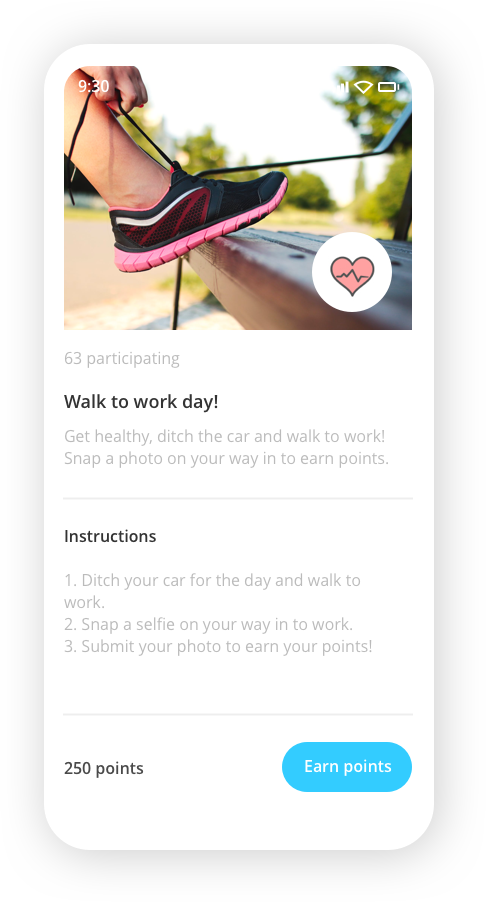 9:30
63 participating
Walk to work day!
Get healthy, ditch the car and walk to work!
Snap a photo on your way in to earn points.
Instructions
1. Ditch your car for the day and walk to
work.
2. Snap a selfie on your way in to work.
3. Submit your photo to earn your points!
250 points
Earn points